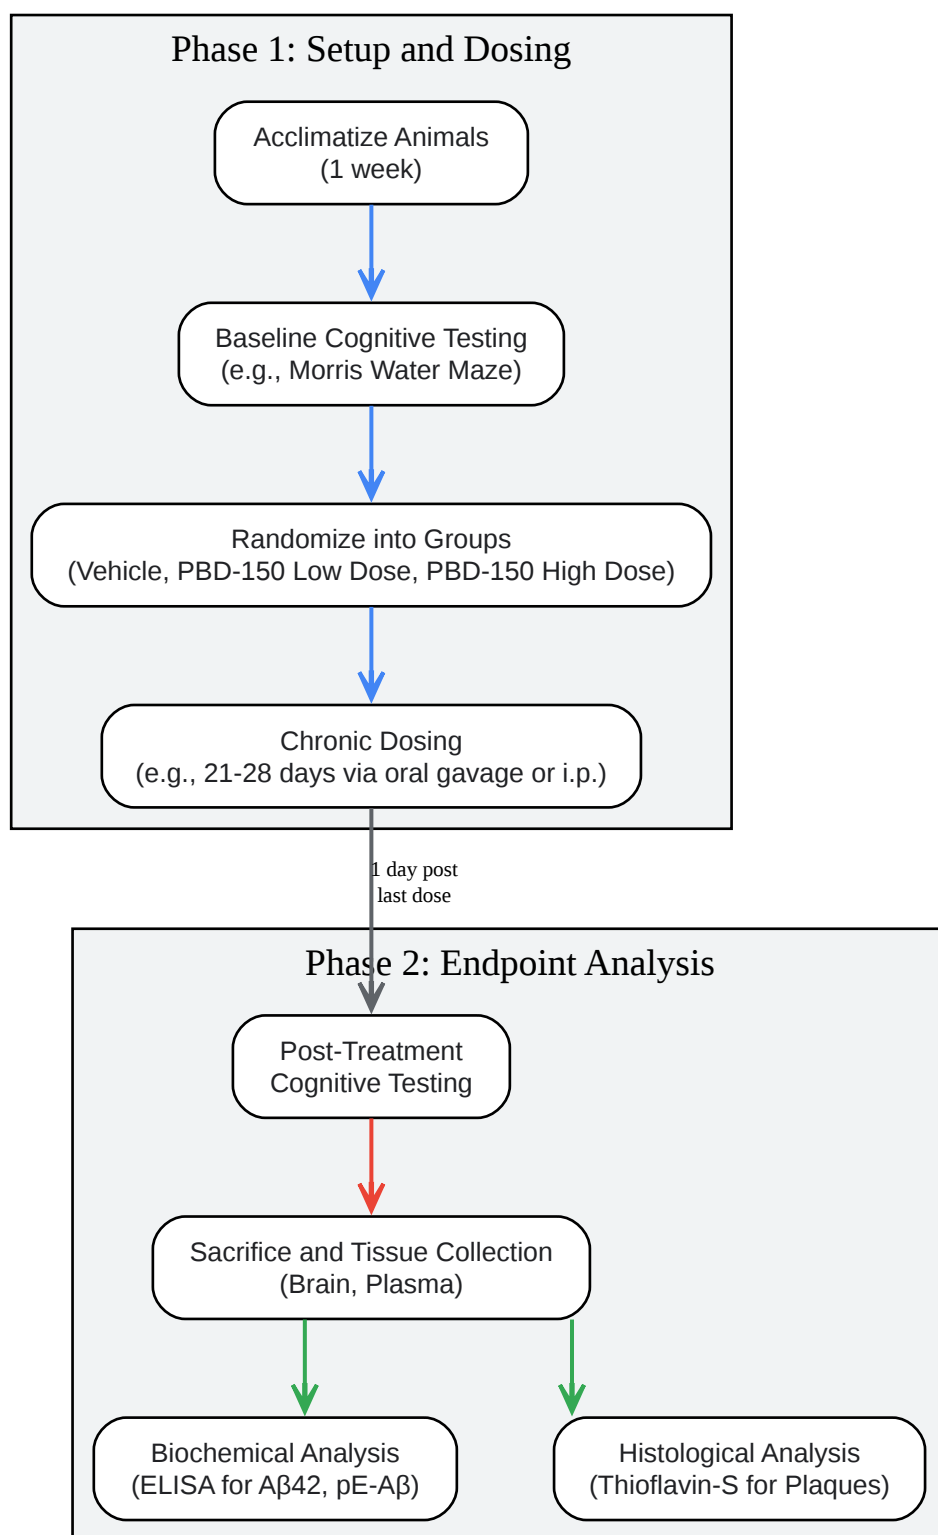 Phase 1: Setup and Dosing
Acclimatize Animals
(1 week)
Baseline Cognitive Testing
(e.g., Morris Water Maze)
Randomize into Groups
(Vehicle, PBD-150 Low Dose, PBD-150 High Dose)
Chronic Dosing
(e.g., 21-28 days via oral gavage or i.p.)
1 day post
last dose
Phase 2: Endpoint Analysis
Post-Treatment
Cognitive Testing
Sacrifice and Tissue Collection
(Brain, Plasma)
Biochemical Analysis
(ELISA for Aβ42, pE-Aβ)
Histological Analysis
(Thioflavin-S for Plaques)